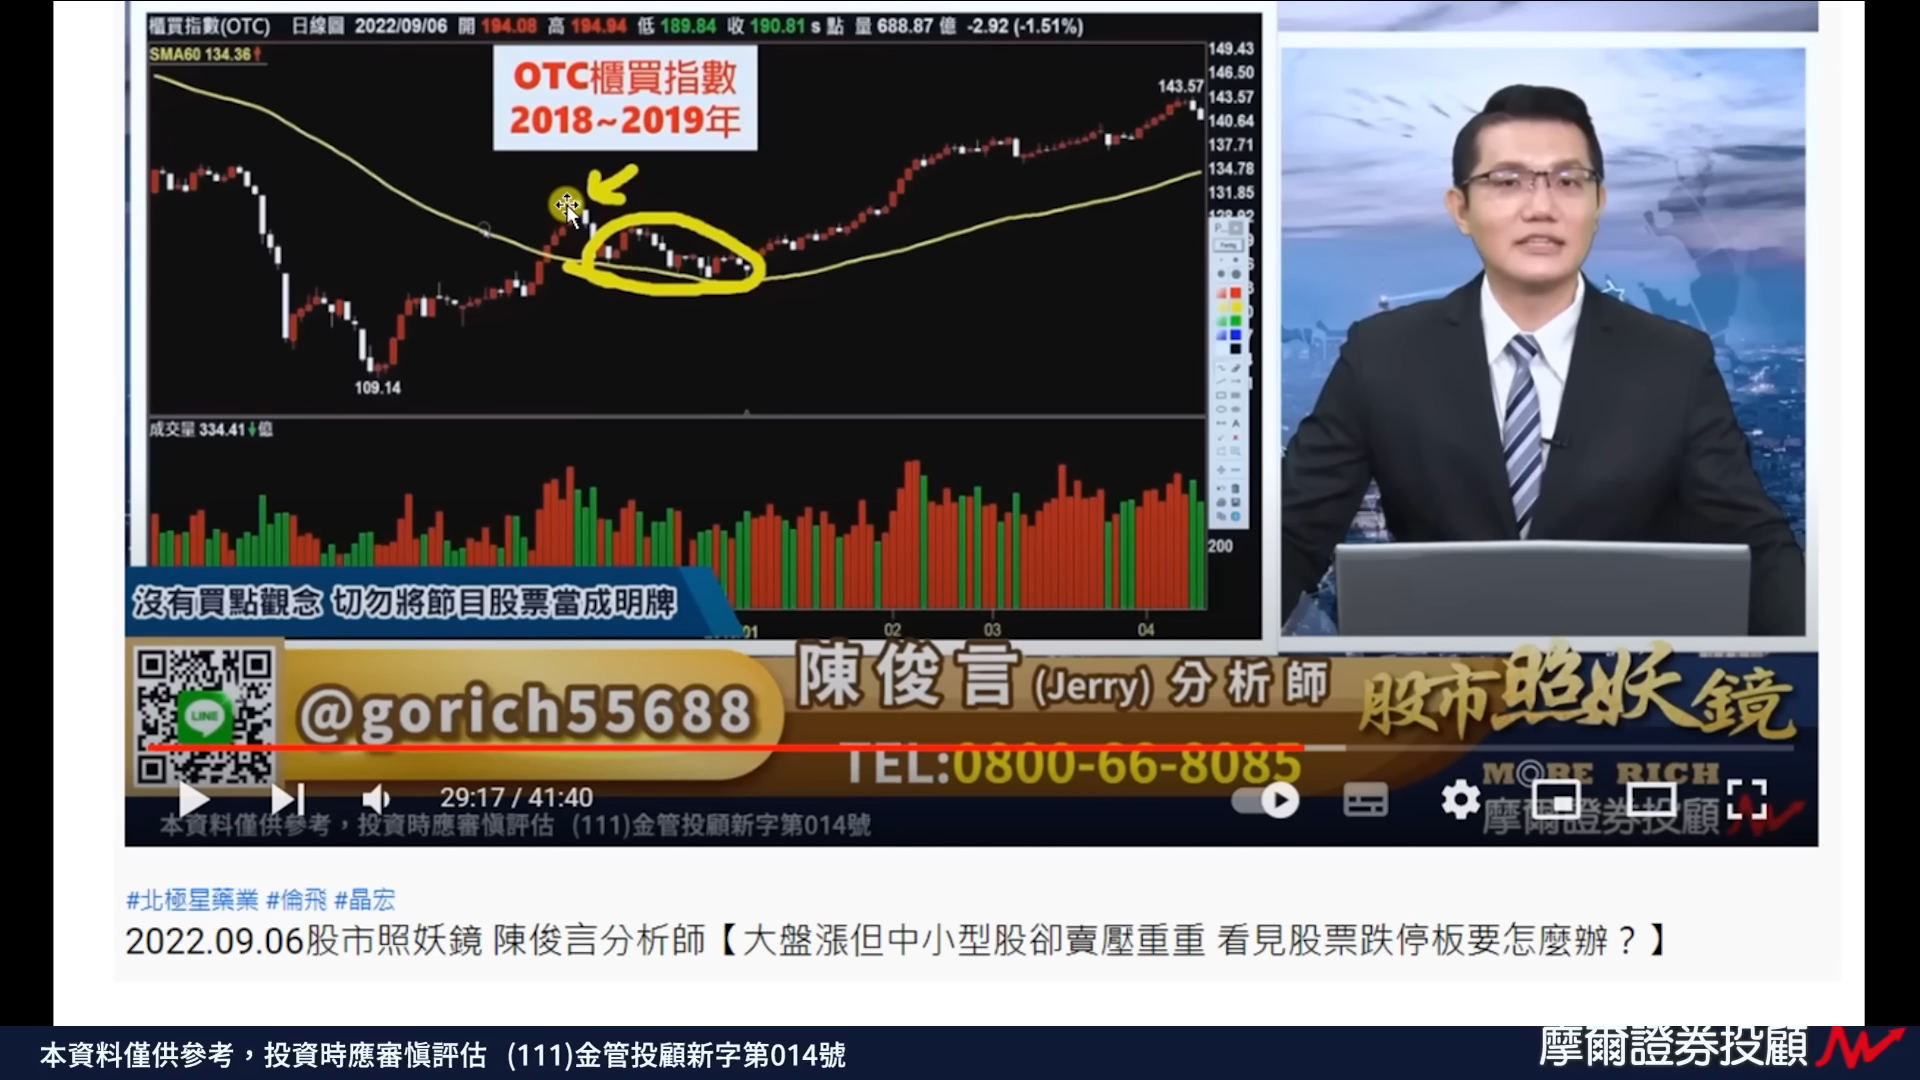 櫃買指數(OTC) 日線圖 2022/09/06 開 194.08 高 194.94 低 189.84 收 190.81 s 點 量 688.87 億 -2.92 (-1.51%)
SMA60 134.36
OTC櫃買指數
2018~2019年
149.43
146.50
143.57
143.57
140.64
137.71
134.78
131.85
128.92
109.14
成交量 334.41 億
200
02
03
04
沒有買點觀念 切勿將節目股票當成明牌
LINE
@gorich55688
陳俊言(Jerry)分析師
TEL:0800-66-8085
股市照妖鏡
MORE RICH
摩爾證券投顧
29:17 / 41:40
本資料僅供參考，投資時應審慎評估 (111)金管投顧新字第014號
#北極星藥業 #倫飛 #晶宏
2022.09.06股市照妖鏡 陳俊言分析師【大盤漲但中小型股卻賣壓重重 看見股票跌停板要怎麼辦？】
本資料僅供參考，投資時應審慎評估 (111)金管投顧新字第014號
摩爾證券投顧